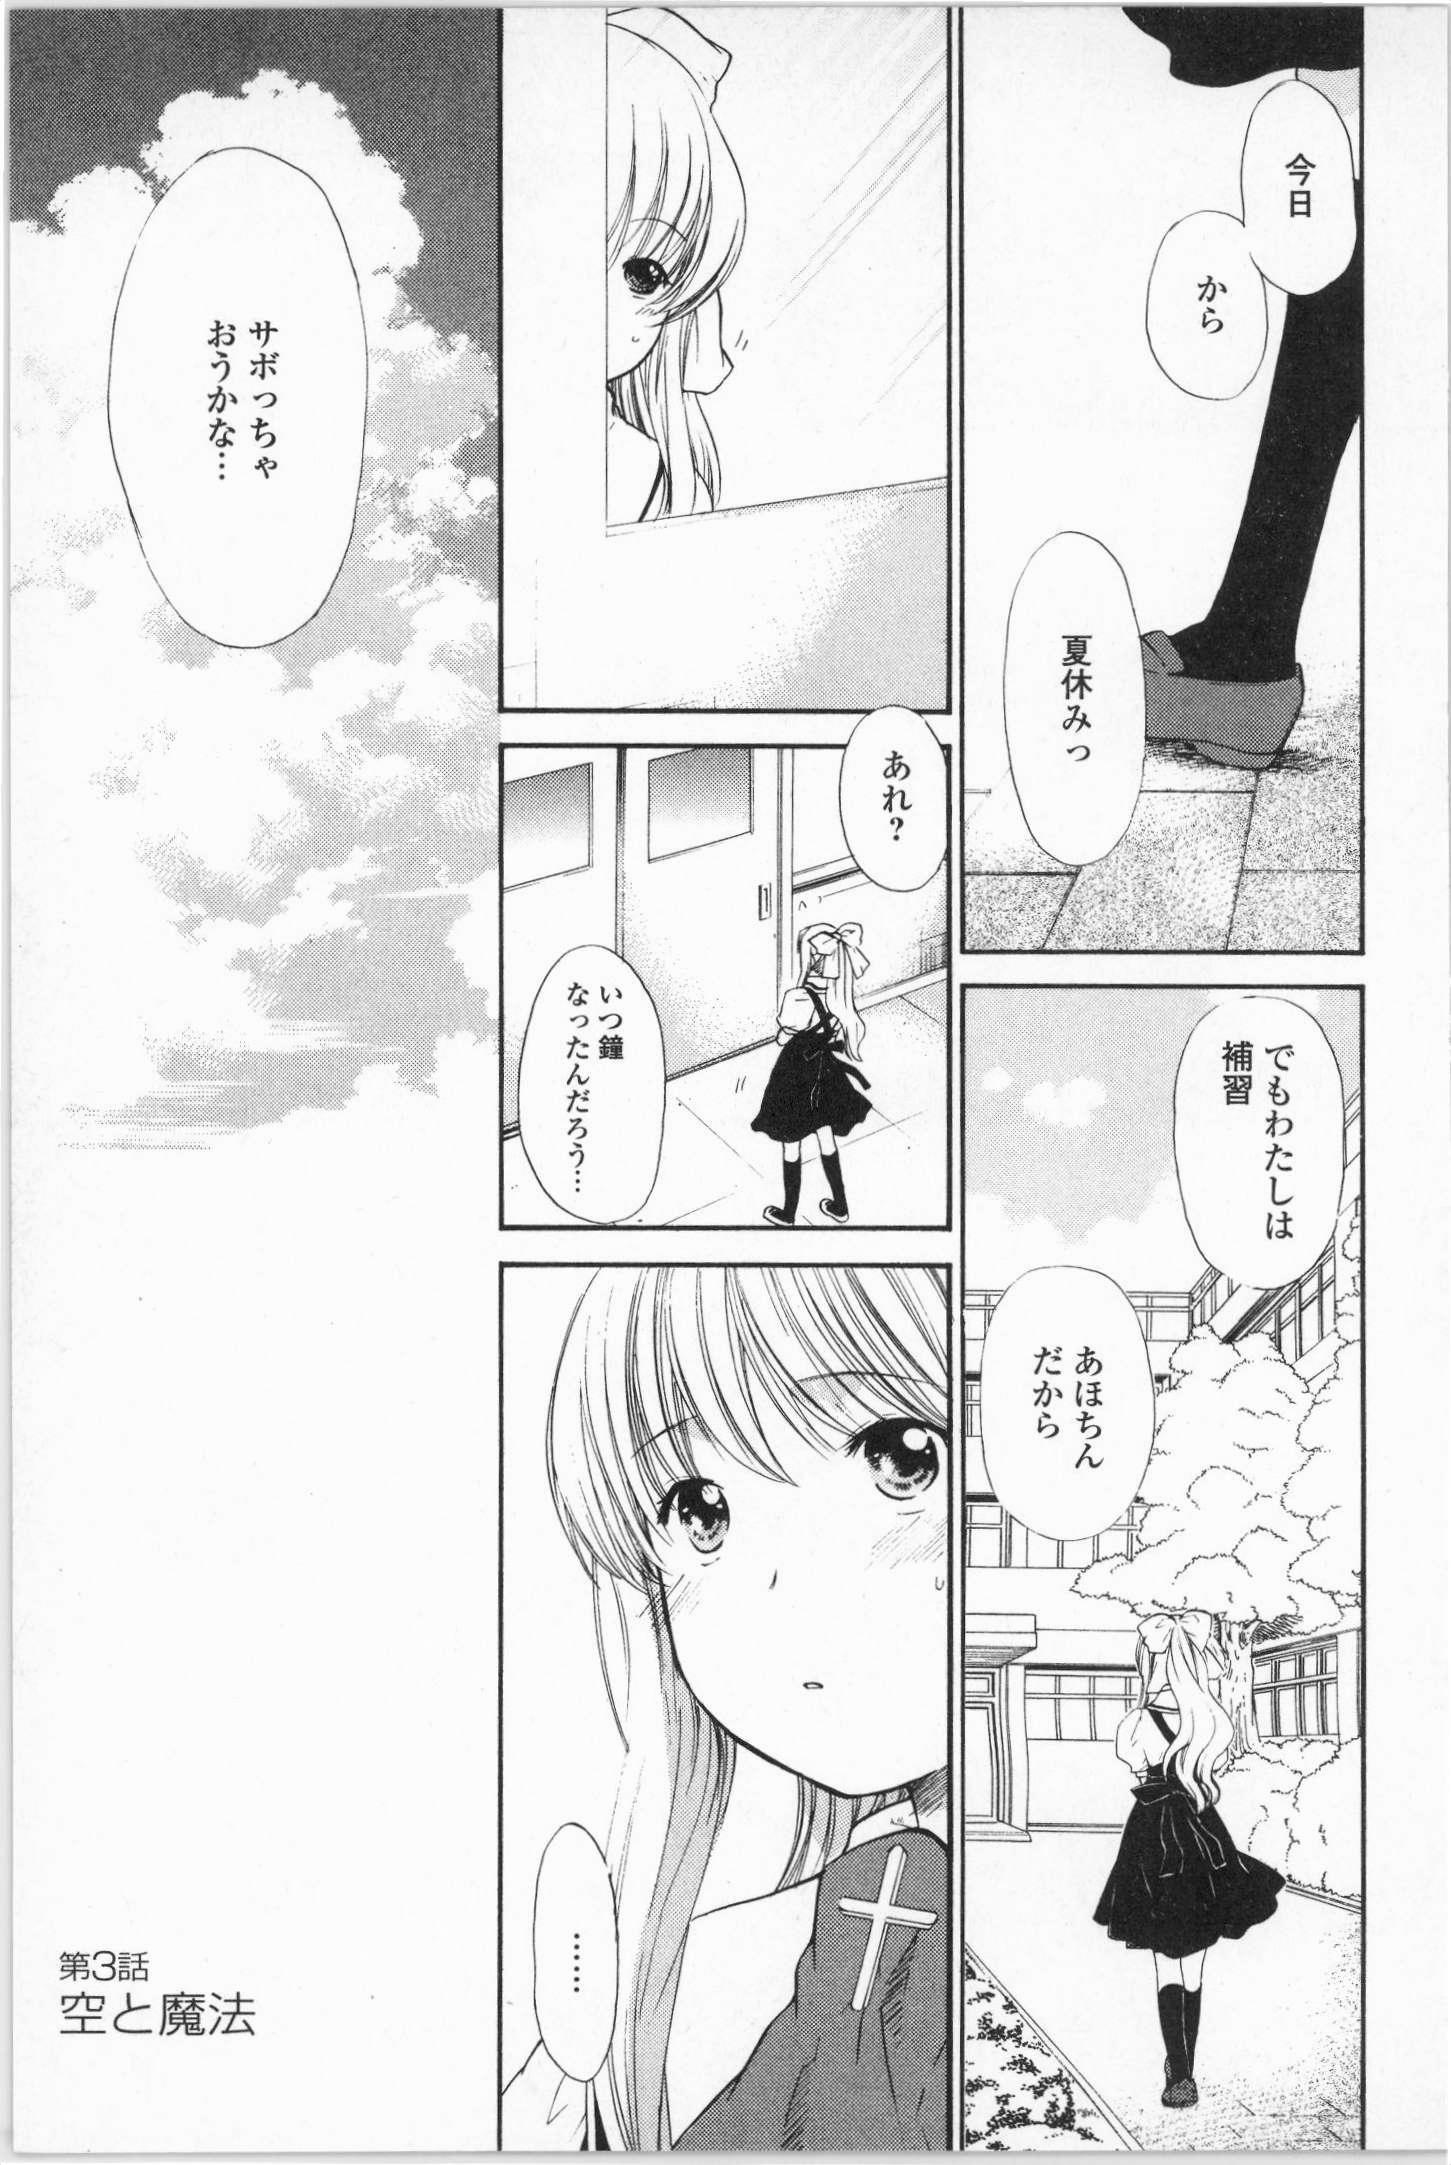 今日
から
夏休みっ
でもわたしは
補習
あほちん
だから
あれ？
いつ鐘
なったんだろう…
……
サボっちゃ
おうかな…
第3話
空と魔法